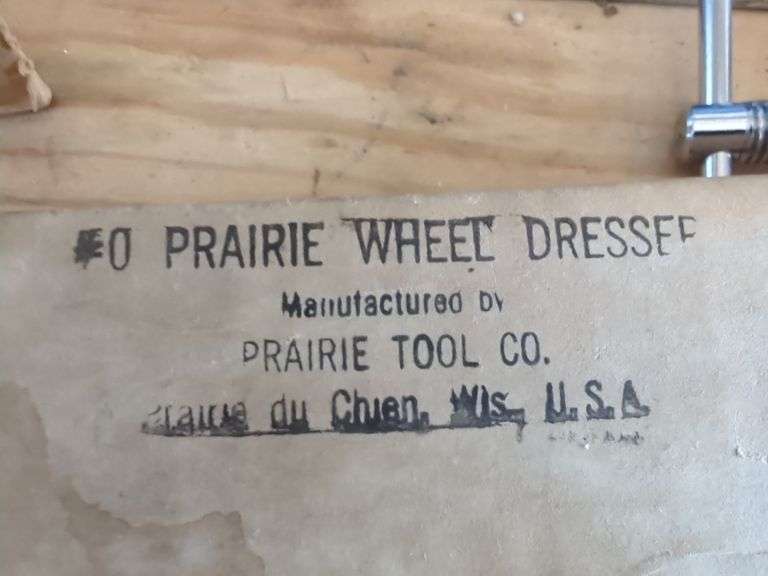 #0 PRAIRIE WHEEL DRESSER
Manufactured by
PRAIRIE TOOL CO.
Prairie du Chien, Wis., U.S.A.